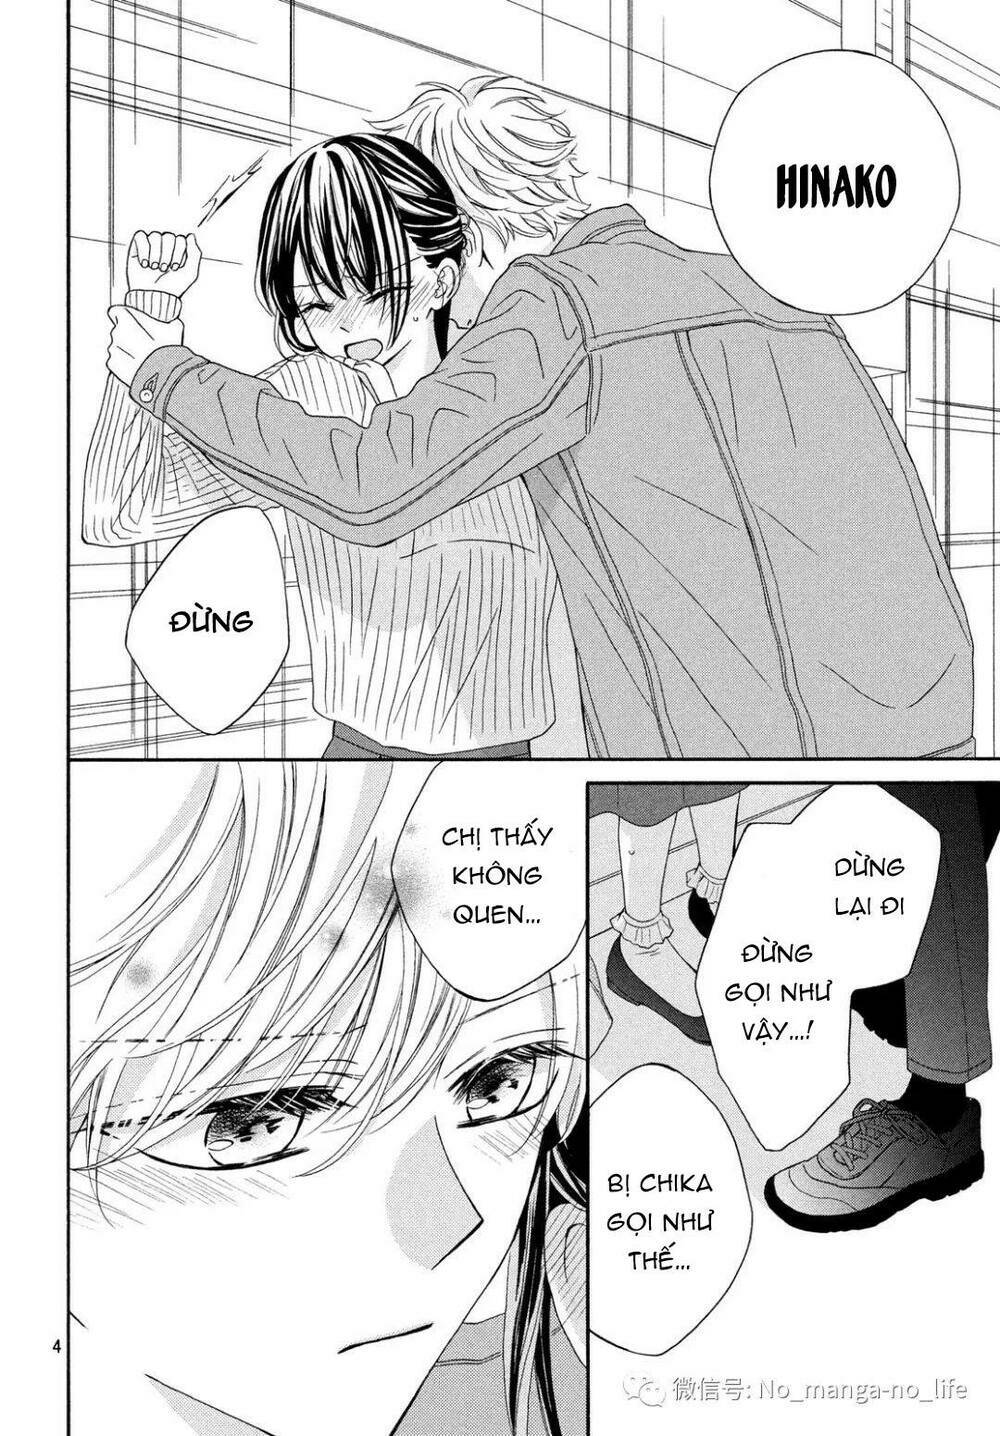 HINAKO
ĐỪNG
DỪNG
LẠI ĐI
ĐỪNG
GỌI NHƯ
VẬY...!
BỊ CHIKA
GỌI NHƯ
THẾ...
CHỊ THẤY
KHÔNG
QUEN...
4
微信号: No_manga-no_life